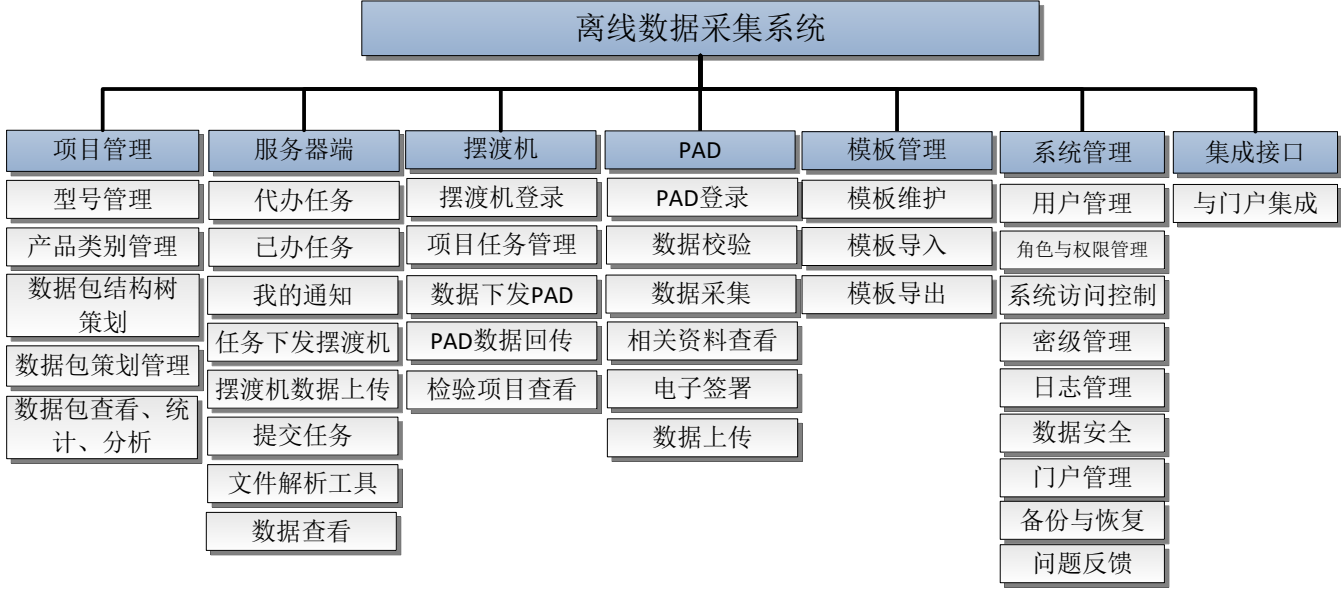 离线数据采集系统
项目管理
型号管理
产品类别管理
数据包结构树
策划
数据包策划管理
数据包查看、统
计、分析
服务器端
代办任务
已办任务
我的通知
任务下发摆渡机
摆渡机数据上传
提交任务
文件解析工具
数据查看
摆渡机
摆渡机登录
项目任务管理
数据下发PAD
PAD数据回传
检验项目查看
PAD
PAD登录
数据校验
数据采集
相关资料查看
电子签署
数据上传
模板管理
模板维护
模板导入
模板导出
系统管理
用户管理
角色与权限管理
系统访问控制
密级管理
日志管理
数据安全
门户管理
备份与恢复
问题反馈
集成接口
与门户集成